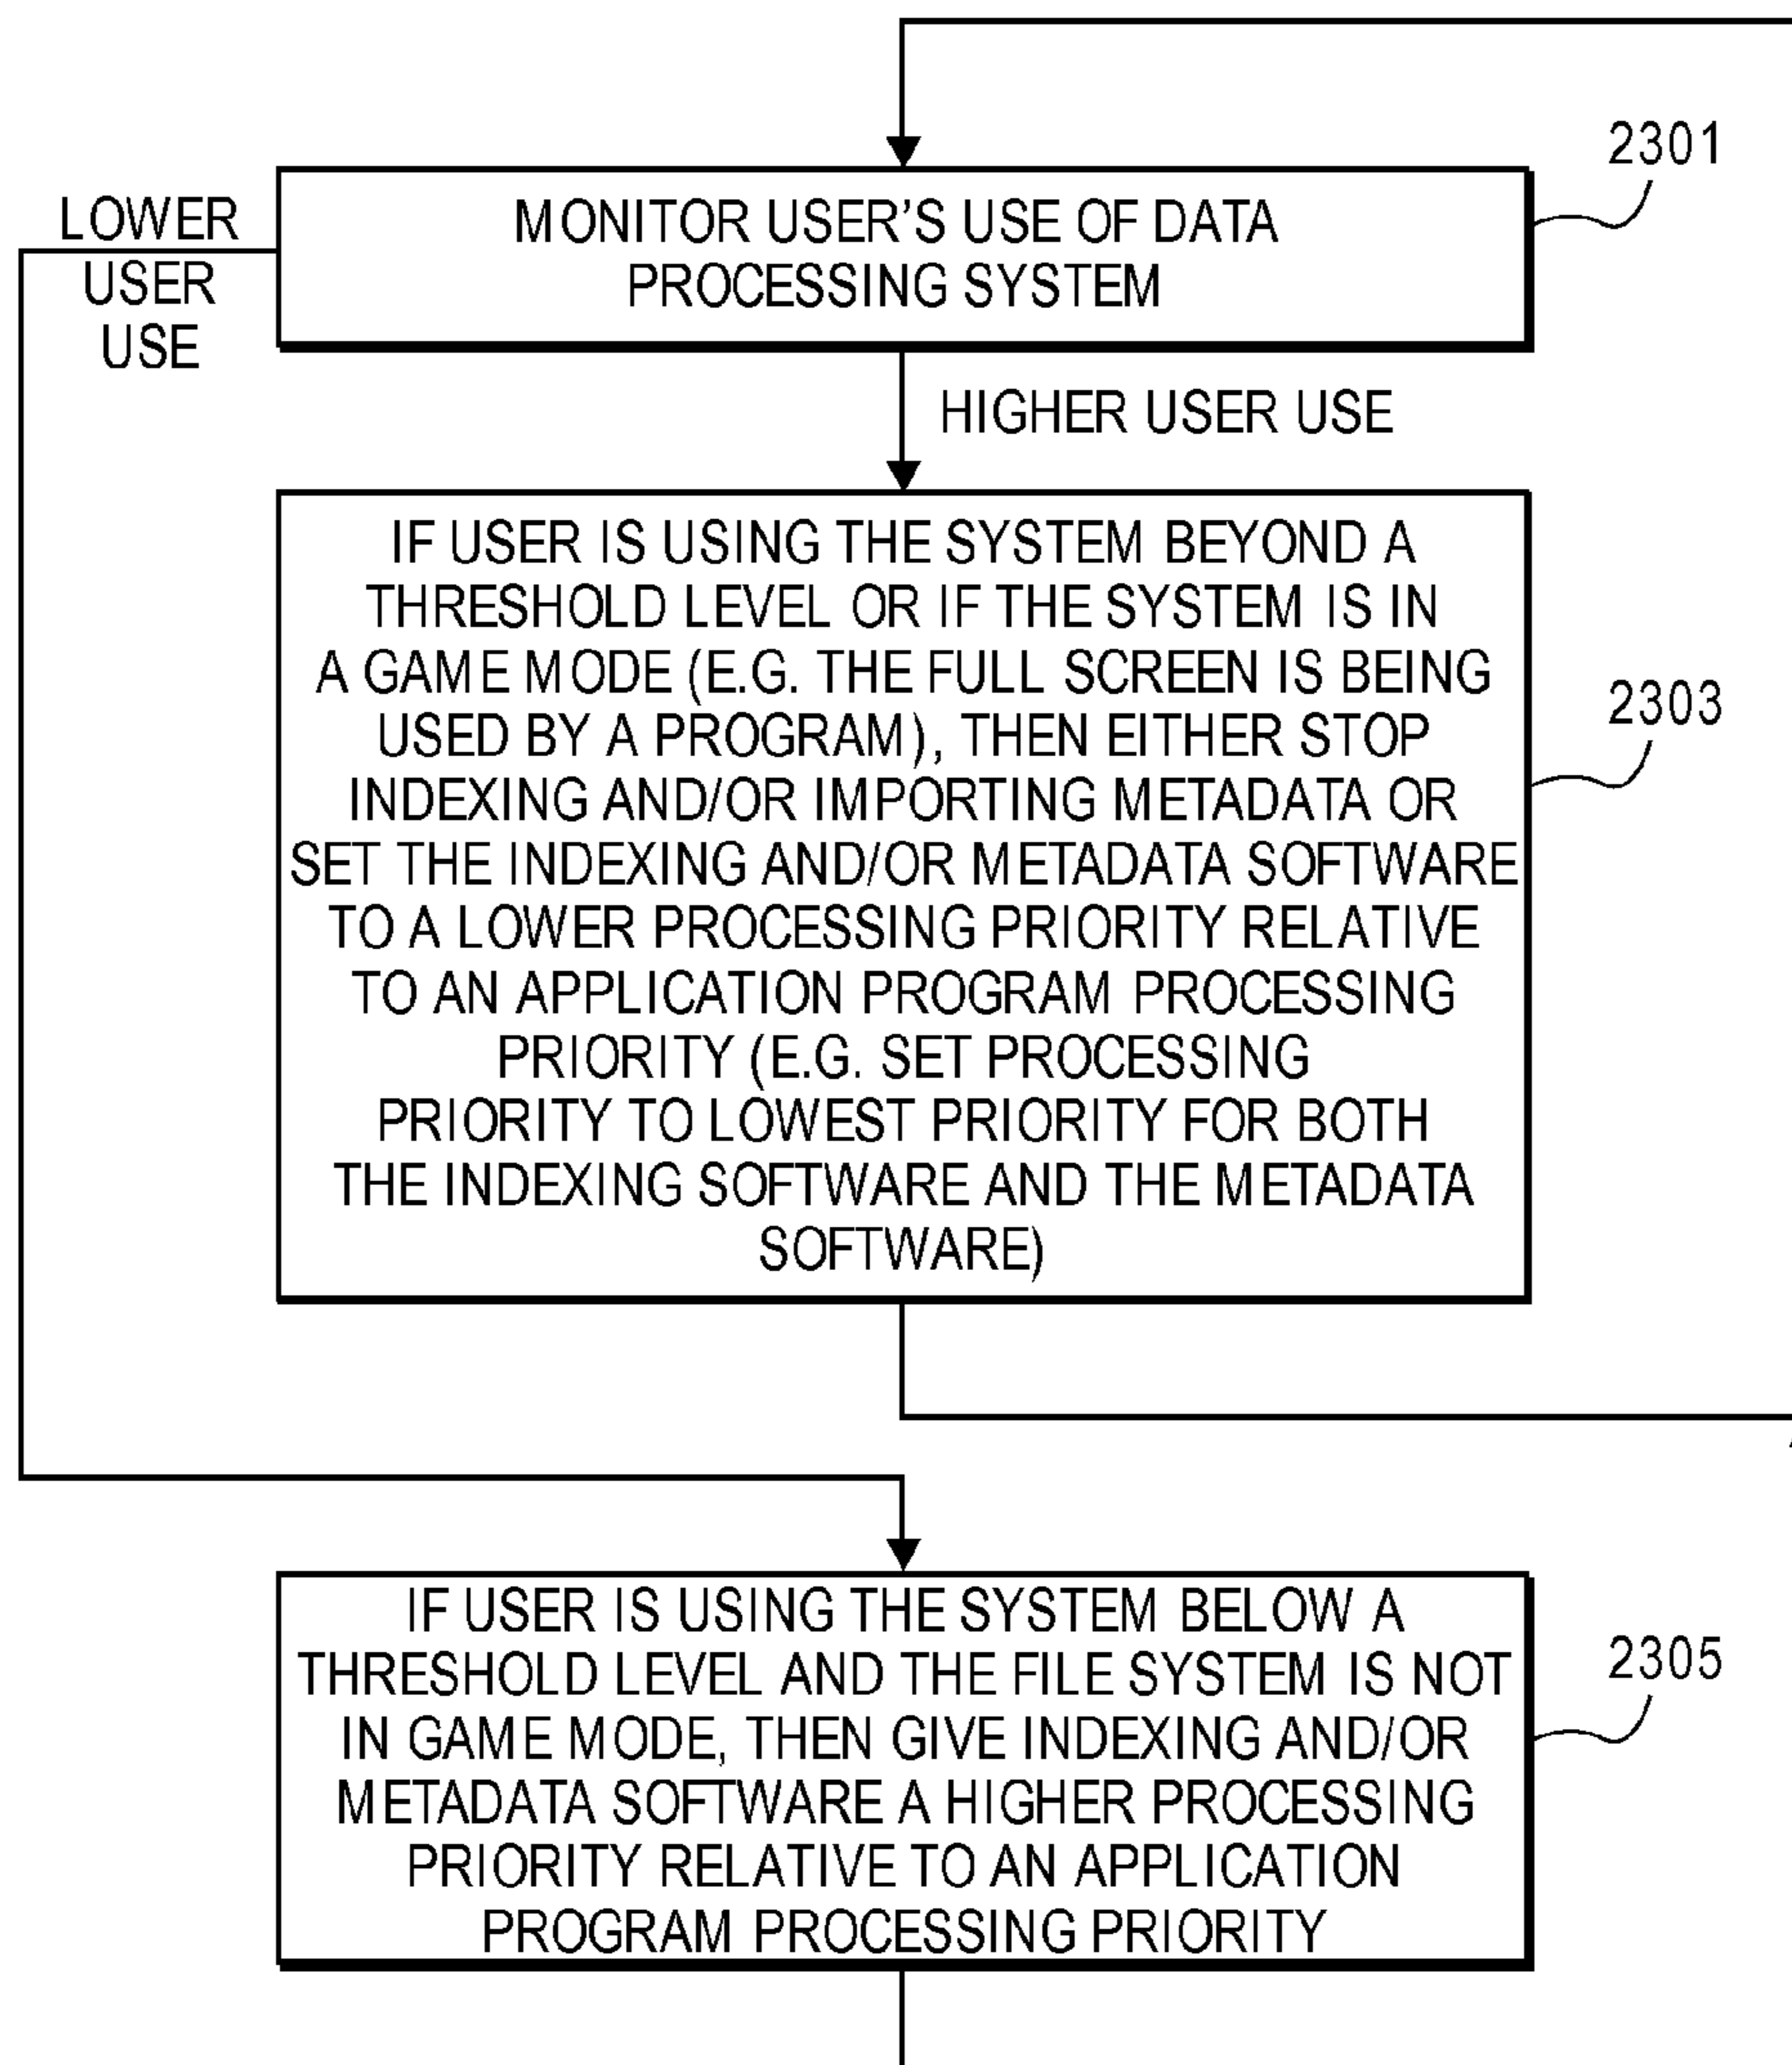 2301
MONITOR USER'S USE OF DATA
PROCESSING SYSTEM
LOWER
USER
USE
HIGHER USER USE
IF USER IS USING THE SYSTEM BEYOND A
THRESHOLD LEVEL OR IF THE SYSTEM IS IN
A GAME MODE (E.G. THE FULL SCREEN IS BEING
USED BY A PROGRAM), THEN EITHER STOP
INDEXING AND/OR IMPORTING METADATA OR
SET THE INDEXING AND/OR METADATA SOFTWARE
TO A LOWER PROCESSING PRIORITY RELATIVE
TO AN APPLICATION PROGRAM PROCESSING
PRIORITY (E.G. SET PROCESSING
PRIORITY TO LOWEST PRIORITY FOR BOTH
THE INDEXING SOFTWARE AND THE METADATA
SOFTWARE)
2303
IF USER IS USING THE SYSTEM BELOW A
THRESHOLD LEVEL AND THE FILE SYSTEM IS NOT
IN GAME MODE, THEN GIVE INDEXING AND/OR
METADATA SOFTWARE A HIGHER PROCESSING
PRIORITY RELATIVE TO AN APPLICATION
PROGRAM PROCESSING PRIORITY
2305